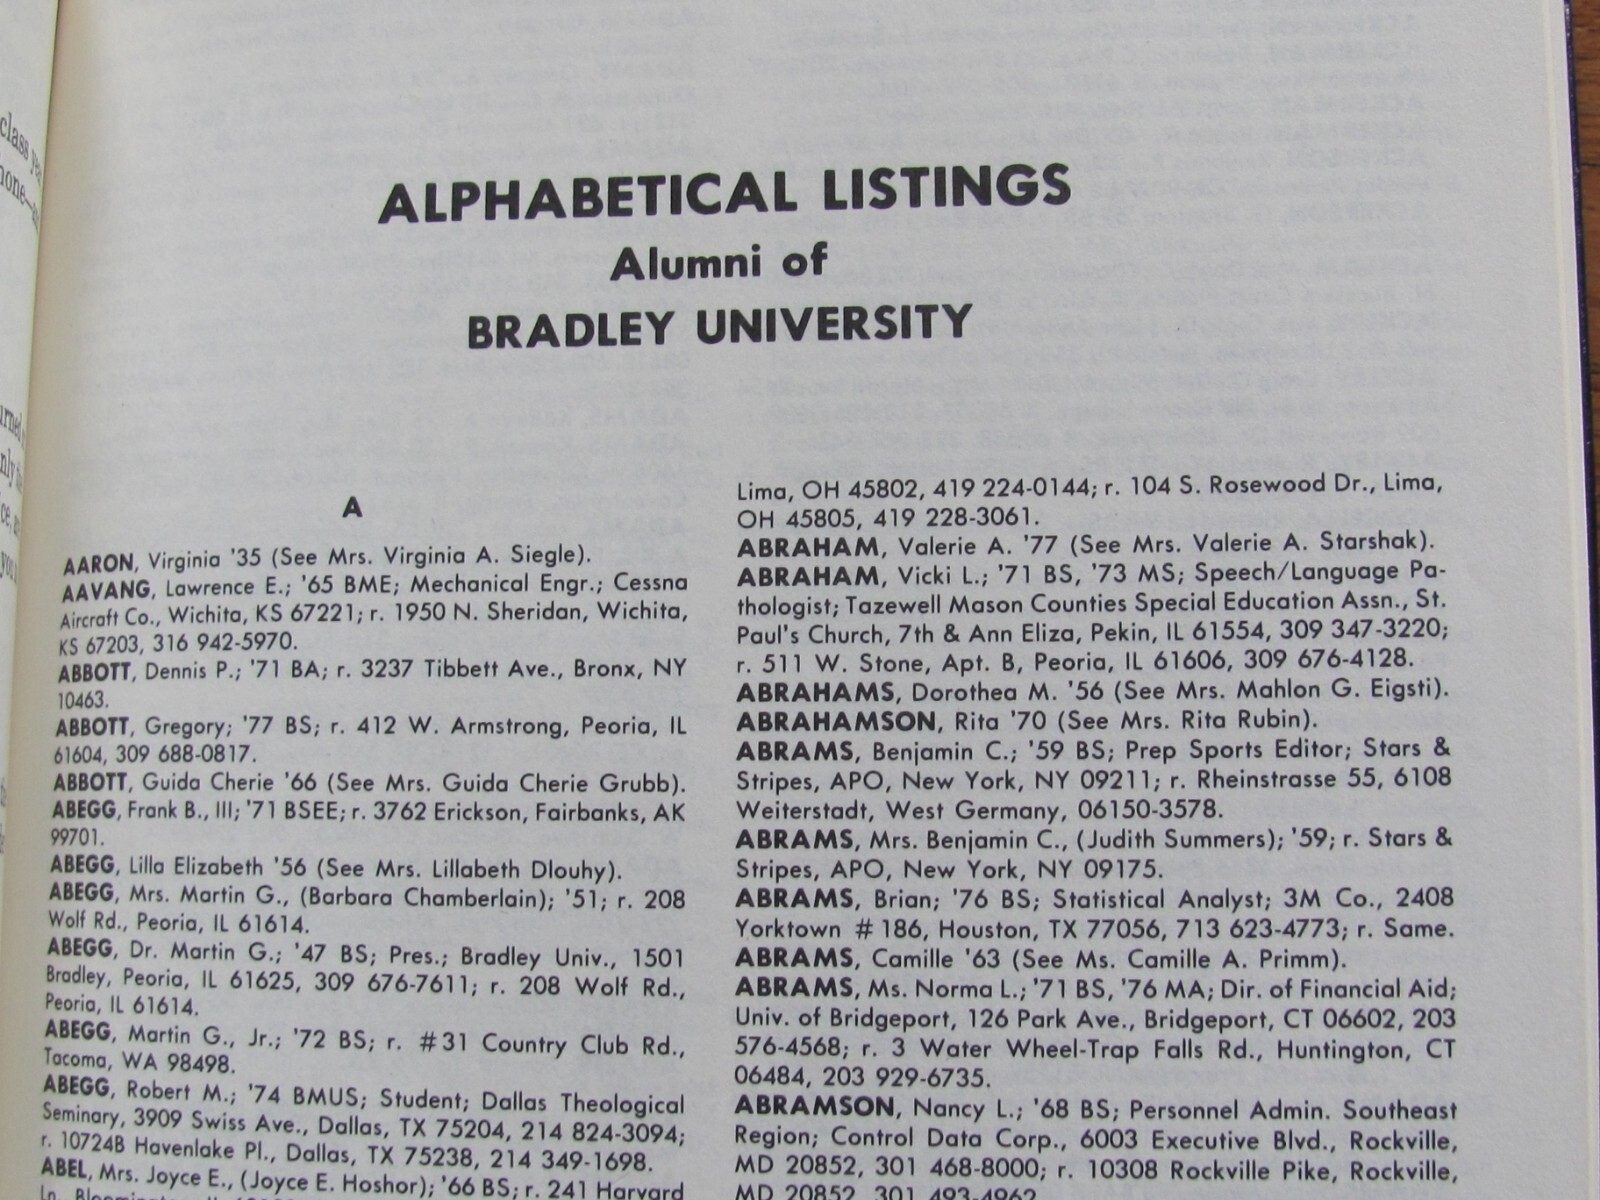 class
ALPHABETICAL LISTINGS
Alumni of
BRADLEY UNIVERSITY
A
AARON, Virginia '35 (See Mrs. Virginia A. Siegle).
AAVANG, Lawrence E.; '65 BME; Mechanical Engr.; Cessna
Aircraft Co., Wichita, KS 67221; r. 1950 N. Sheridan, Wichita,
KS 67203, 316 942-5970.
ABBOTT, Dennis P.; '71 BA; r. 3237 Tibbett Ave., Bronx, NY
10463.
ABBOTT, Gregory; '77 BS; r. 412 W. Armstrong, Peoria, IL
61604, 309 688-0817.
ABBOTT, Guida Cherie '66 (See Mrs. Guida Cherie Grubb).
ABEGG, Frank B., III; '71 BSEE; r. 3762 Erickson, Fairbanks, AK
99701.
ABEGG, Lilla Elizabeth '56 (See Mrs. Lillabeth Dlouhy).
ABEGG, Mrs. Martin G., (Barbara Chamberlain); '51; r. 208
Wolf Rd., Peoria, IL 61614.
ABEGG, Dr. Martin G.; '47 BS; Pres.; Bradley Univ., 1501
Bradley, Peoria, IL 61625, 309 676-7611; r. 208 Wolf Rd.,
Peoria, IL 61614.
ABEGG, Martin G., Jr.; '72 BS; r. #31 Country Club Rd.,
Tacoma, WA 98498.
ABEGG, Robert M.; '74 BMUS; Student; Dallas Theological
Seminary, 3909 Swiss Ave., Dallas, TX 75204, 214 824-3094;
r. 10724B Havenlake Pl., Dallas, TX 75238, 214 349-1698.
ABEL, Mrs. Joyce E., (Joyce E. Hoshor); '66 BS; r. 241 Harvard
Lima, OH 45802, 419 224-0144; r. 104 S. Rosewood Dr., Lima,
OH 45805, 419 228-3061.
ABRAHAM, Valerie A. '77 (See Mrs. Valerie A. Starshak).
ABRAHAM, Vicki L.; '71 BS, '73 MS; Speech/Language Pa-
thologist; Tazewell Mason Counties Special Education Assn., St.
Paul's Church, 7th & Ann Eliza, Pekin, IL 61554, 309 347-3220;
r. 511 W. Stone, Apt. B, Peoria, IL 61606, 309 676-4128.
ABRAHAMS, Dorothea M. '56 (See Mrs. Mahlon G. Eigsti).
ABRAHAMSON, Rita '70 (See Mrs. Rita Rubin).
ABRAMS, Benjamin C.; '59 BS; Prep Sports Editor; Stars &
Stripes, APO, New York, NY 09211; r. Rheinstrasse 55, 6108
Weiterstadt, West Germany, 06150-3578.
ABRAMS, Mrs. Benjamin C., (Judith Summers); '59; r. Stars &
Stripes, APO, New York, NY 09175.
ABRAMS, Brian; '76 BS; Statistical Analyst; 3M Co., 2408
Yorktown #186, Houston, TX 77056, 713 623-4773; r. Same.
ABRAMS, Camille '63 (See Ms. Camille A. Primm).
ABRAMS, Ms. Norma L.; '71 BS, '76 MA; Dir. of Financial Aid;
Univ. of Bridgeport, 126 Park Ave., Bridgeport, CT 06602, 203
576-4568; r. 3 Water Wheel-Trap Falls Rd., Huntington, CT
06484, 203 929-6735.
ABRAMSON, Nancy L.; '68 BS; Personnel Admin. Southeast
Region; Control Data Corp., 6003 Executive Blvd., Rockville,
MD 20852, 301 468-8000; r. 10308 Rockville Pike, Rockville,
MD 20852, 301 493-4962